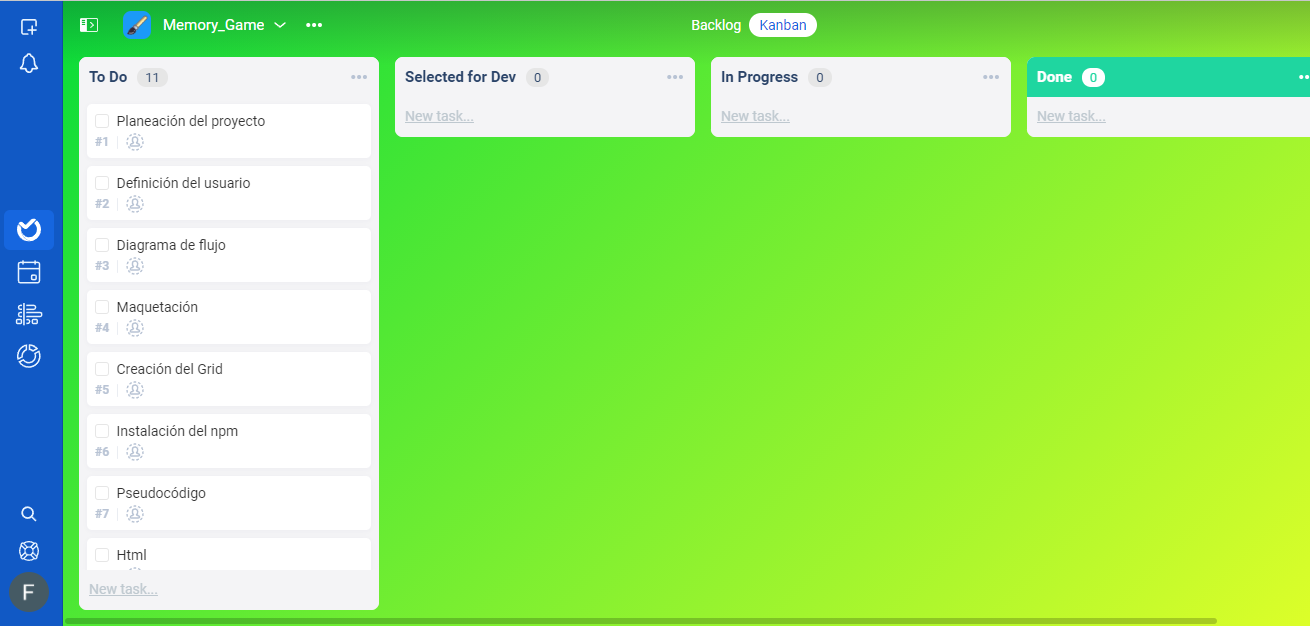 Memory_Game
Backlog
Kanban
To Do 11
Planeación del proyecto
#1
Definición del usuario
#2
Diagrama de flujo
#3
Maquetación
#4
Creación del Grid
#5
Instalación del npm
#6
Pseudocódigo
#7
Html
New task...
Selected for Dev 0
New task...
In Progress 0
New task...
Done 0
New task...
F